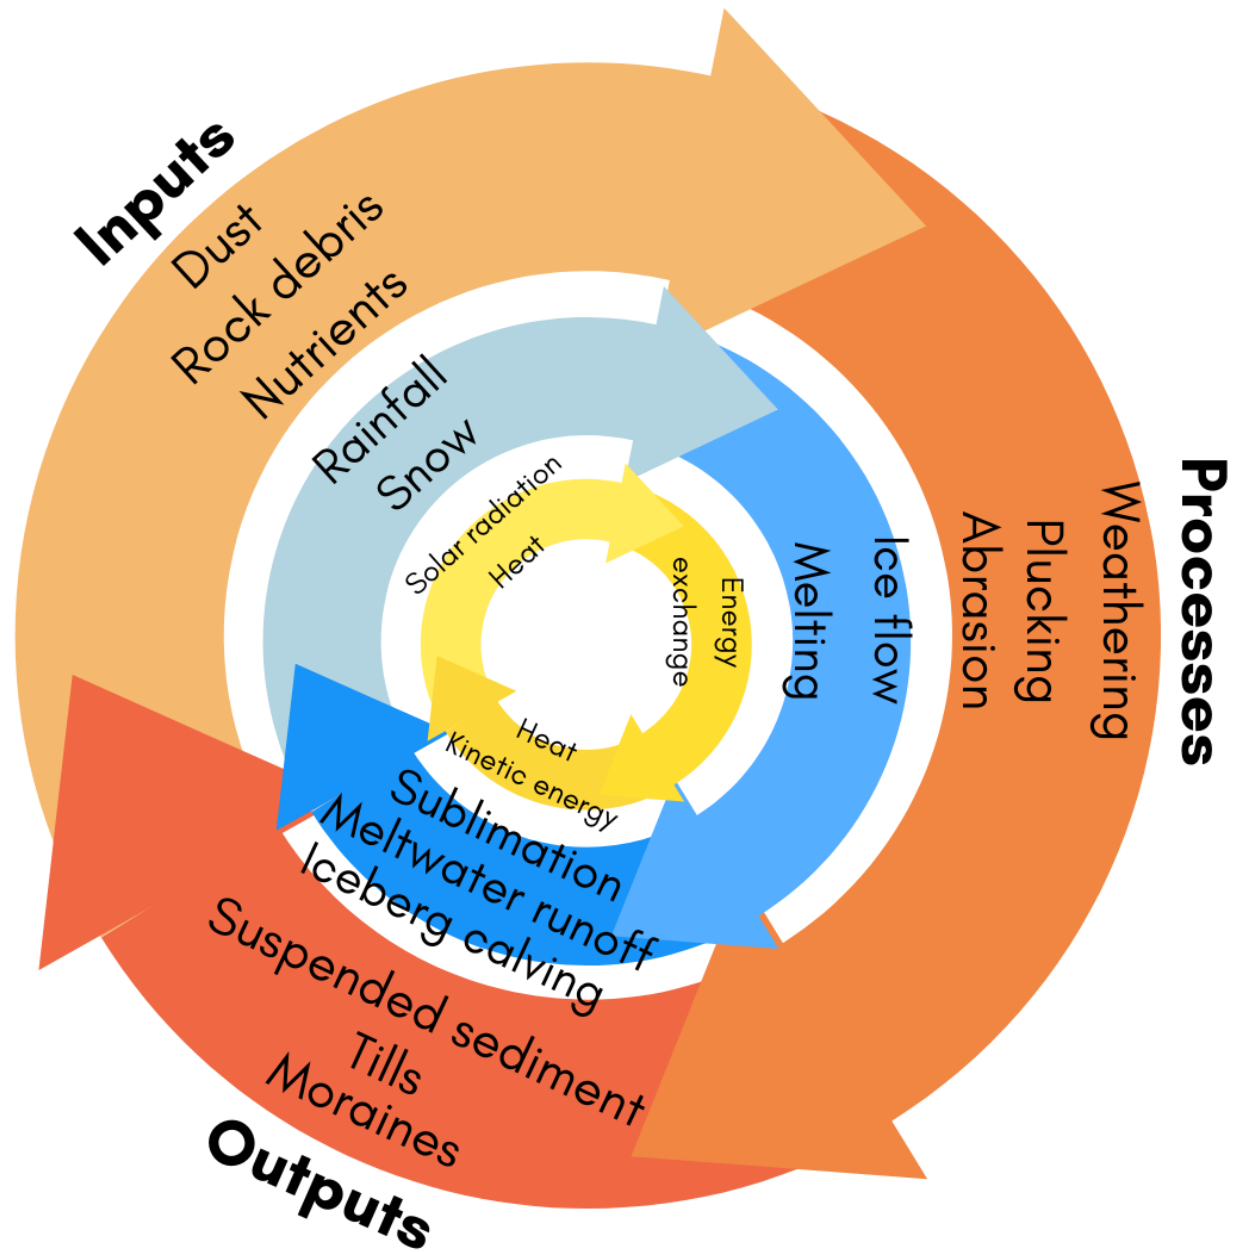 Inputs
Dust
Rock debris
Nutrients
Rainfall
Snow
Solar radiation
Heat
Processes
Weathering
Plucking
Abrasion
Ice flow
Melting
Energy
exchange
Heat
Kinetic energy
Sublimation
Meltwater runoff
Iceberg calving
Suspended sediment
Tills
Moraines
Outputs